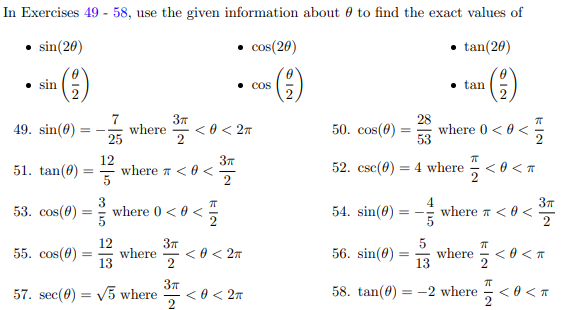 In Exercises 49 - 58, use the given information about θ to find the exact values of
• sin(2θ) • cos(2θ) • tan(2θ)
• sin(θ/2) • cos(θ/2) • tan(θ/2)
49. sin(θ) = −7/25 where 3π/2 < θ < 2π 50. cos(θ) = 28/53 where 0 < θ < π/2
51. tan(θ) = 12/5 where π < θ < 3π/2 52. csc(θ) = 4 where π/2 < θ < π
53. cos(θ) = 3/5 where 0 < θ < π/2 54. sin(θ) = −4/5 where π < θ < 3π/2
55. cos(θ) = 12/13 where 3π/2 < θ < 2π 56. sin(θ) = 5/13 where π/2 < θ < π
57. sec(θ) = √5 where 3π/2 < θ < 2π 58. tan(θ) = −2 where π/2 < θ < π